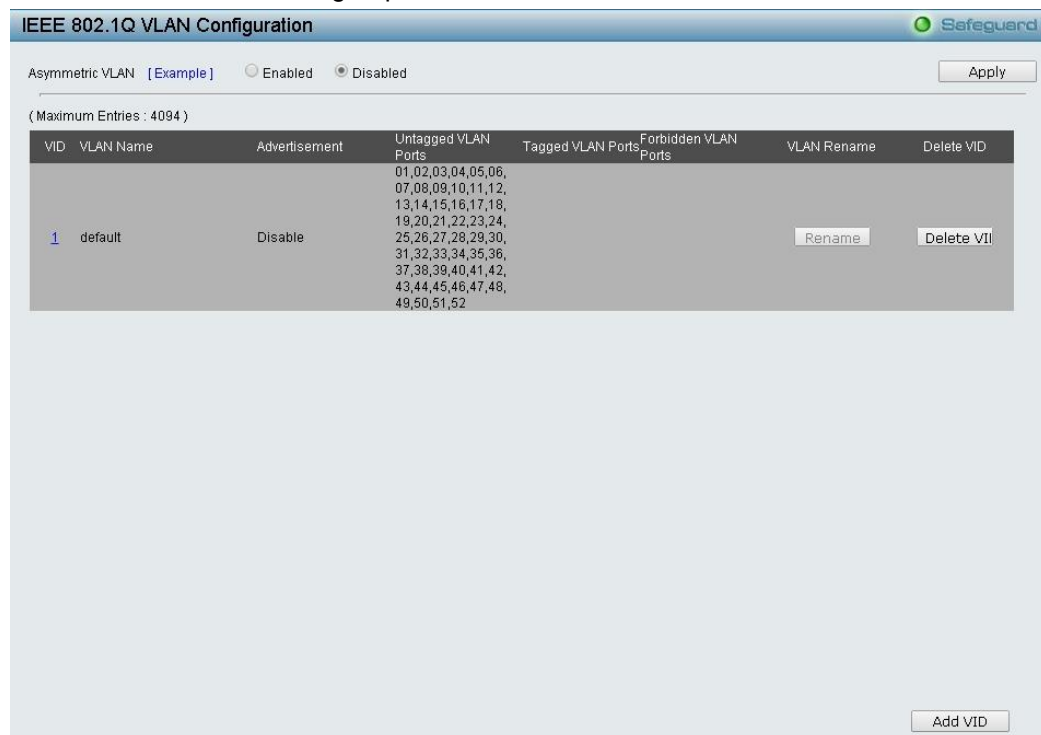 IEEE 802.1Q VLAN Configuration Safeguard
Asymmetric VLAN [ Example ] Enabled Disabled Apply
( Maximum Entries : 4094 )
VID VLAN Name Advertisement Untagged VLAN Ports Tagged VLAN Ports Forbidden VLAN Ports VLAN Rename Delete VID
01,02,03,04,05,06,
07,08,09,10,11,12,
13,14,15,16,17,18,
19,20,21,22,23,24,
1 default Disable 25,26,27,28,29,30, Rename Delete VII
31,32,33,34,35,36,
37,38,39,40,41,42,
43,44,45,46,47,48,
49,50,51,52
Add VID